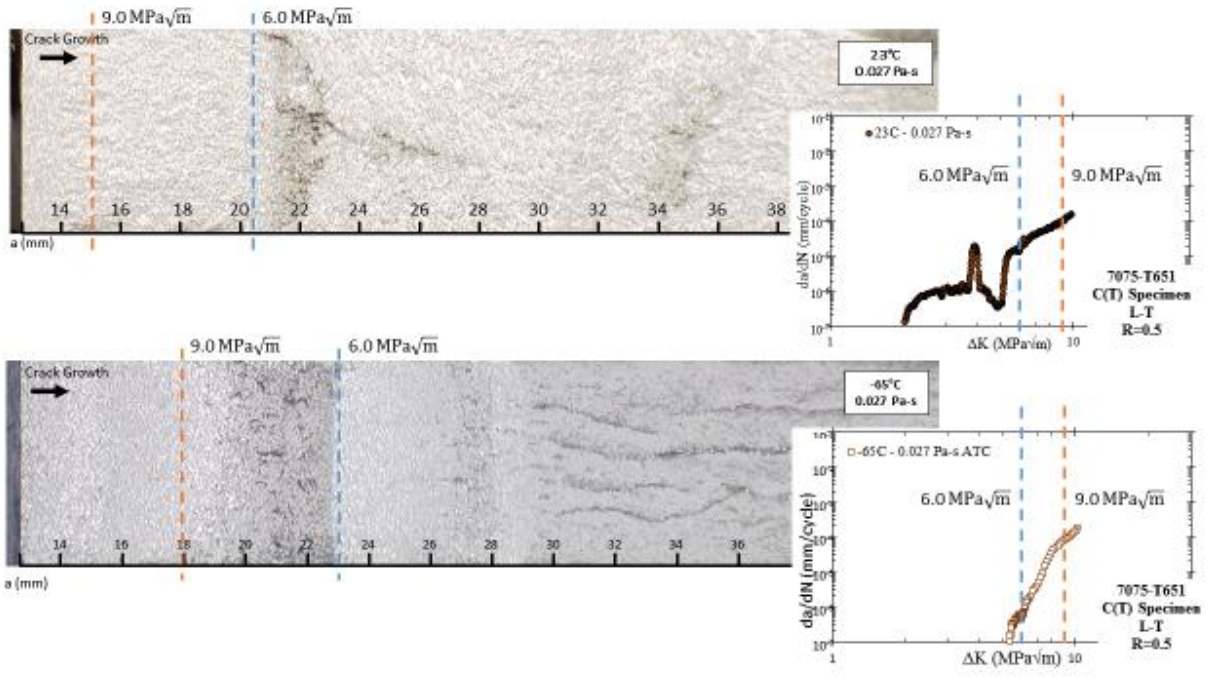 9.0 MPa√m
6.0 MPa√m
Crack Growth
23°C
0.027 Pa-s
14 16 18 20 22 24 26 28 30 32 34 36 38
a (mm)
23C - 0.027 Pa-s
6.0 MPa√m
9.0 MPa√m
da/dN (mm/cycle)
1
10
ΔK (MPa√m)
7075-T651
C(T) Specimen
L-T
R=0.5
9.0 MPa√m
6.0 MPa√m
Crack Growth
-65°C
0.027 Pa-s
14 16 18 20 22 24 26 28 30 32 34 36
a (mm)
-65C - 0.027 Pa-s ATC
6.0 MPa√m
9.0 MPa√m
da/dN (mm/cycle)
1
10
ΔK (MPa√m)
7075-T651
C(T) Specimen
L-T
R=0.5